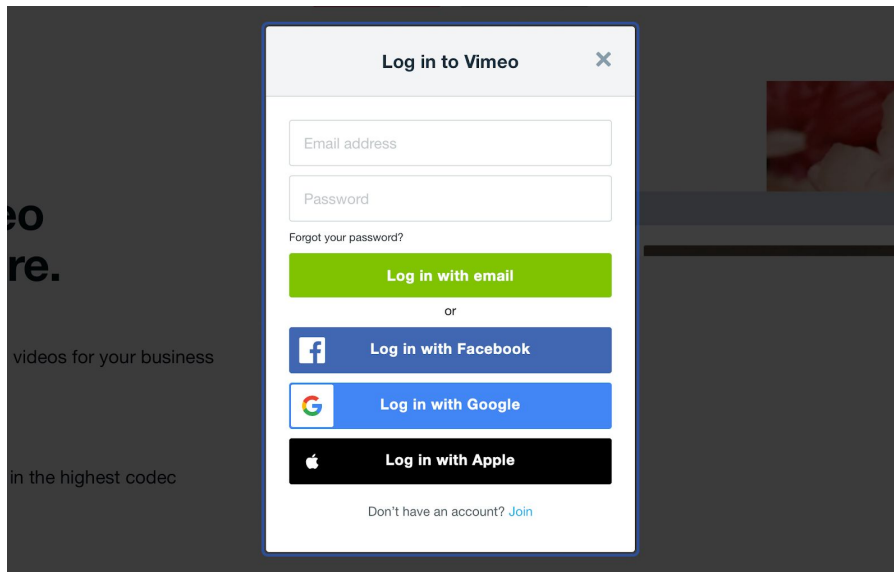 Log in to Vimeo
Email address
Password
Forgot your password?
Log in with email
or
Log in with Facebook
Log in with Google
Log in with Apple
Don't have an account? Join
eo
re.
videos for your business
in the highest codec